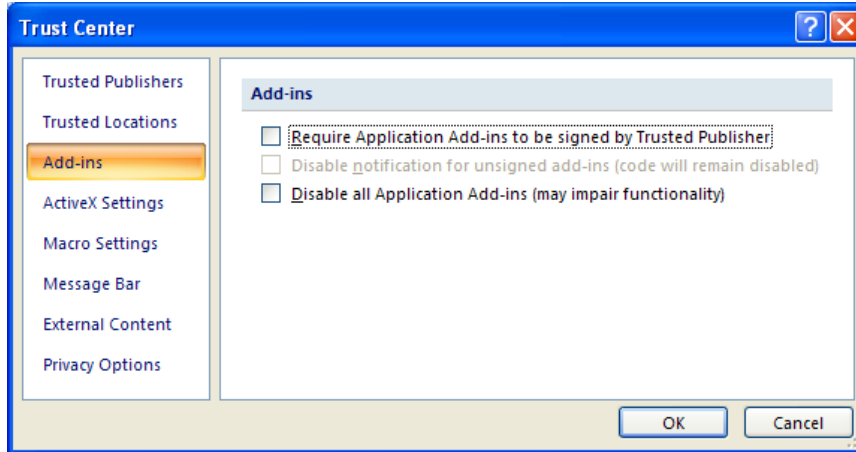 Trust Center
Trusted Publishers
Trusted Locations
Add-ins
ActiveX Settings
Macro Settings
Message Bar
External Content
Privacy Options
Add-ins
Require Application Add-ins to be signed by Trusted Publisher
Disable notification for unsigned add-ins (code will remain disabled)
Disable all Application Add-ins (may impair functionality)
OK
Cancel